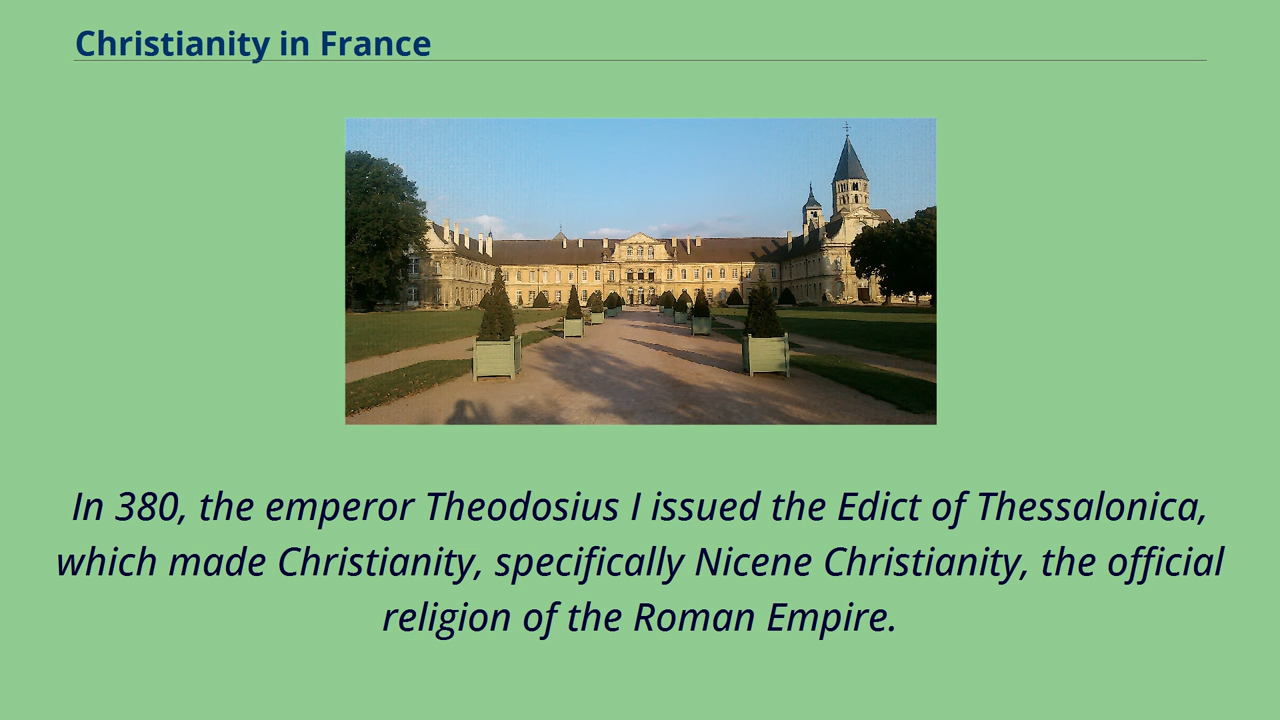 Christianity in France
In 380, the emperor Theodosius I issued the Edict of Thessalonica,
which made Christianity, specifically Nicene Christianity, the official
religion of the Roman Empire.